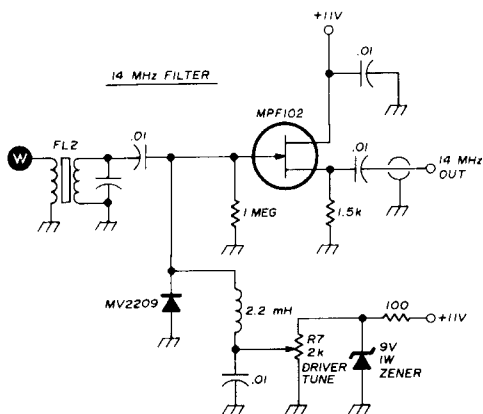 +11V
14 MHz FILTER
.01
MPF102
FL2
.01
.01
W
14 MHz
OUT
1 MEG
1.5k
MV2209
2.2 mH
100
+11V
R7
2k
DRIVER
TUNE
9V
1W
ZENER
.01